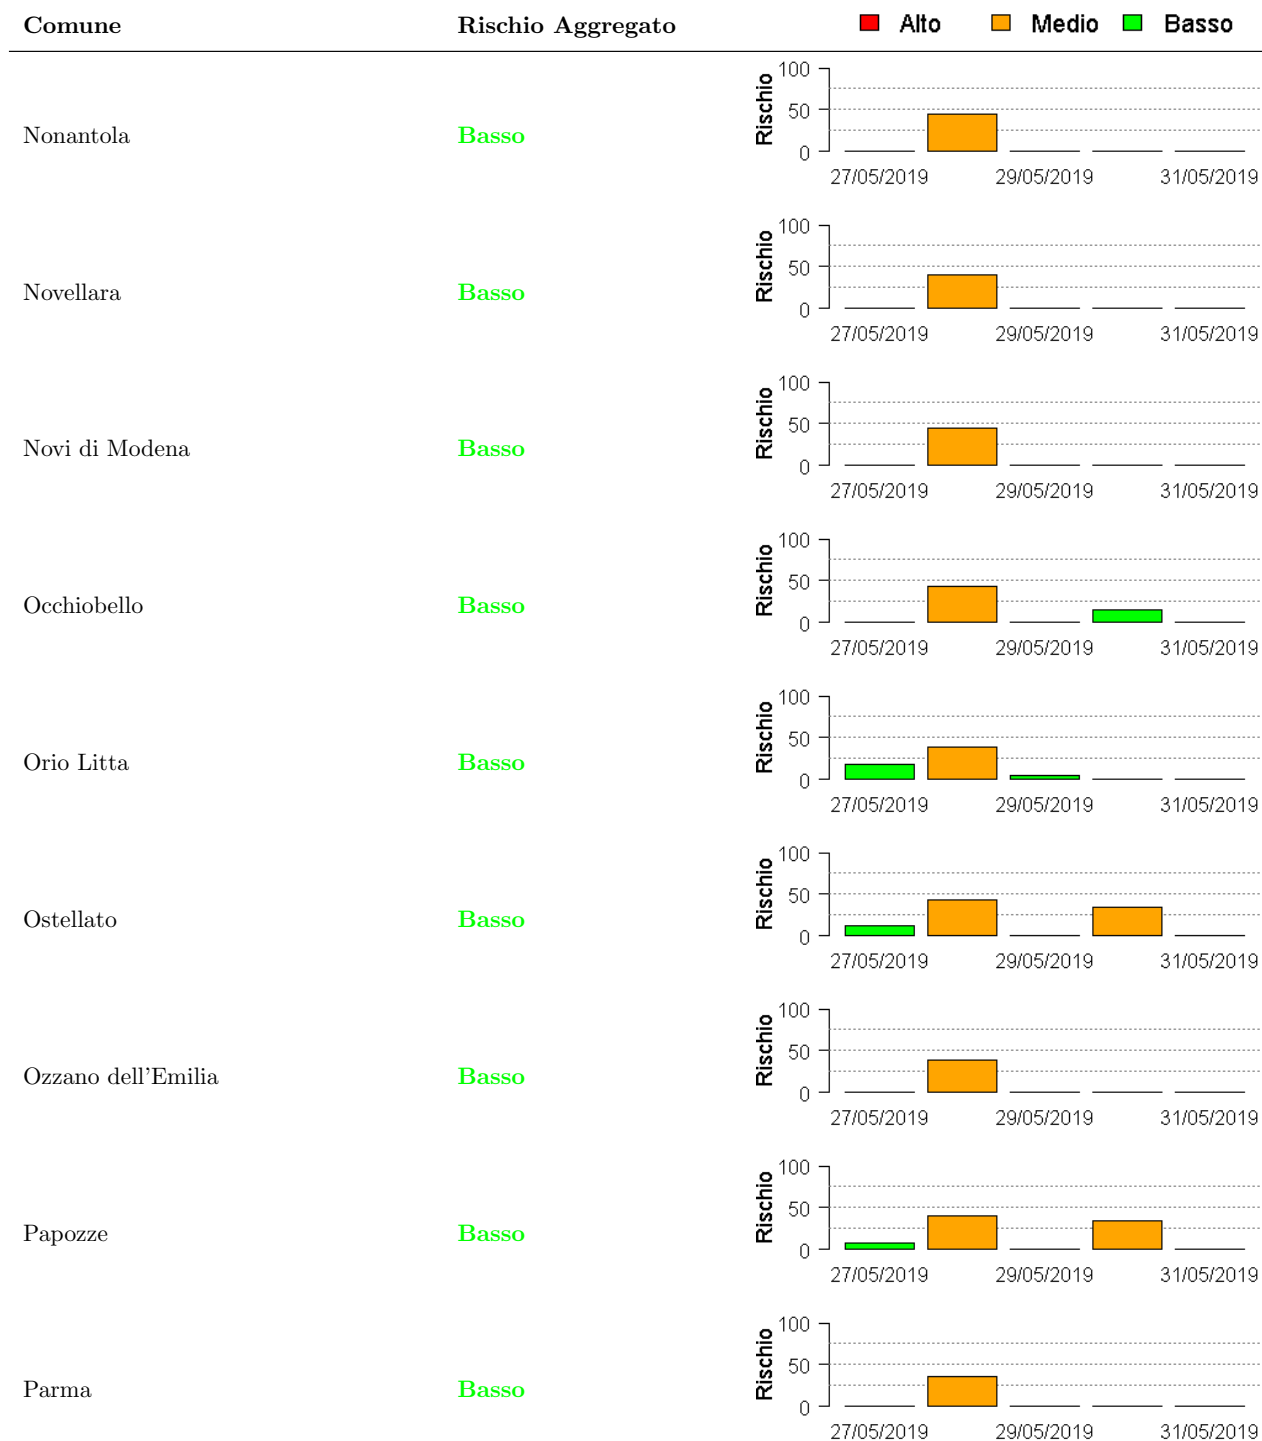 Comune Rischio Aggregato Alto Medio Basso
Nonantola Basso
Rischio
100
50
0
27/05/2019 29/05/2019 31/05/2019
Novellara Basso
Rischio
100
50
0
27/05/2019 29/05/2019 31/05/2019
Novi di Modena Basso
Rischio
100
50
0
27/05/2019 29/05/2019 31/05/2019
Occhiobello Basso
Rischio
100
50
0
27/05/2019 29/05/2019 31/05/2019
Orio Litta Basso
Rischio
100
50
0
27/05/2019 29/05/2019 31/05/2019
Ostellato Basso
Rischio
100
50
0
27/05/2019 29/05/2019 31/05/2019
Ozzano dell'Emilia Basso
Rischio
100
50
0
27/05/2019 29/05/2019 31/05/2019
Papozze Basso
Rischio
100
50
0
27/05/2019 29/05/2019 31/05/2019
Parma Basso
Rischio
100
50
0
27/05/2019 29/05/2019 31/05/2019